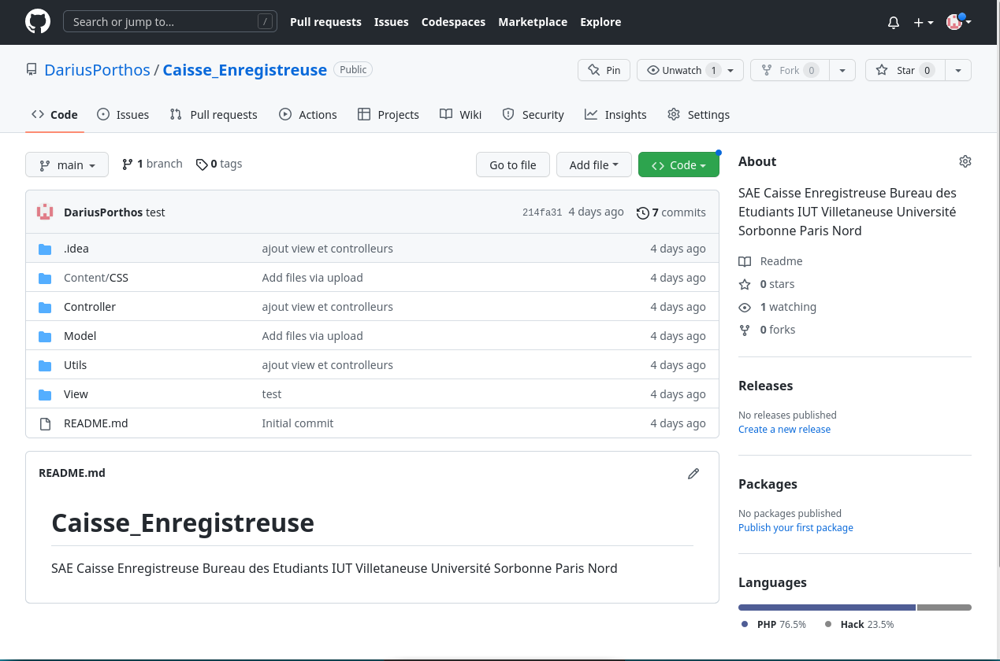 Search or jump to... /
Pull requests Issues Codespaces Marketplace Explore
DariusPorthos / Caisse_Enregistreuse Public
Pin Unwatch 1 Fork 0 Star 0
Code Issues Pull requests Actions Projects Wiki Security Insights Settings
main 1 branch 0 tags Go to file Add file Code
DariusPorthos test 214fa31 4 days ago 7 commits
.idea ajout view et controlleurs 4 days ago
Content/CSS Add files via upload 4 days ago
Controller ajout view et controlleurs 4 days ago
Model Add files via upload 4 days ago
Utils ajout view et controlleurs 4 days ago
View test 4 days ago
README.md Initial commit 4 days ago
README.md
Caisse_Enregistreuse
SAE Caisse Enregistreuse Bureau des Etudiants IUT Villetaneuse Université Sorbonne Paris Nord
About
SAE Caisse Enregistreuse Bureau des
Etudiants IUT Villetaneuse Université
Sorbonne Paris Nord
Readme
0 stars
1 watching
0 forks
Releases
No releases published
Create a new release
Packages
No packages published
Publish your first package
Languages
PHP 76.5% Hack 23.5%